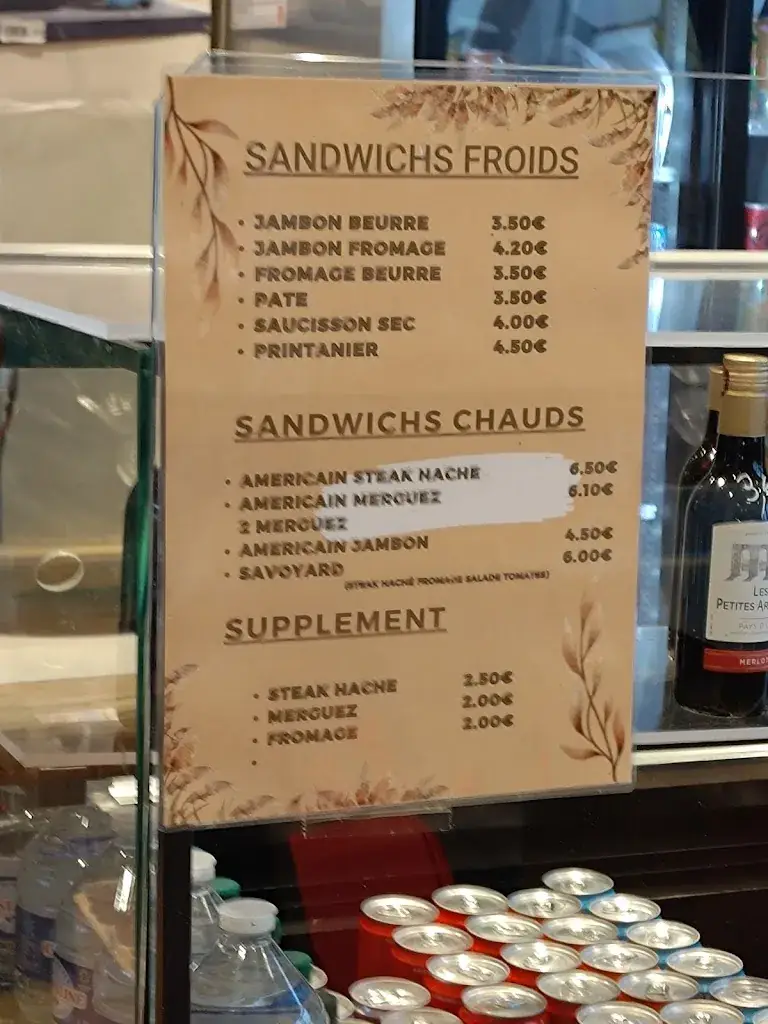 SANDWICHS FROIDS
• JAMBON BEURRE 3.50€
• JAMBON FROMAGE 4.20€
• FROMAGE BEURRE 3.50€
• PATE 3.50€
• SAUCISSON SEC 4.00€
• PRINTANIER 4.50€
SANDWICHS CHAUDS
• AMERICAIN STEAK HACHE 6.50€
• AMERICAIN MERGUEZ 6.10€
2 MERGUEZ
• AMERICAIN JAMBON 4.50€
• SAVOYARD 6.00€
(STEAK HACHÉ FROMAGE SALADE TOMATES)
SUPPLEMENT
• STEAK HACHE 2.50€
• MERGUEZ 2.00€
• FROMAGE 2.00€
•
LES
PETITES
MERLOT